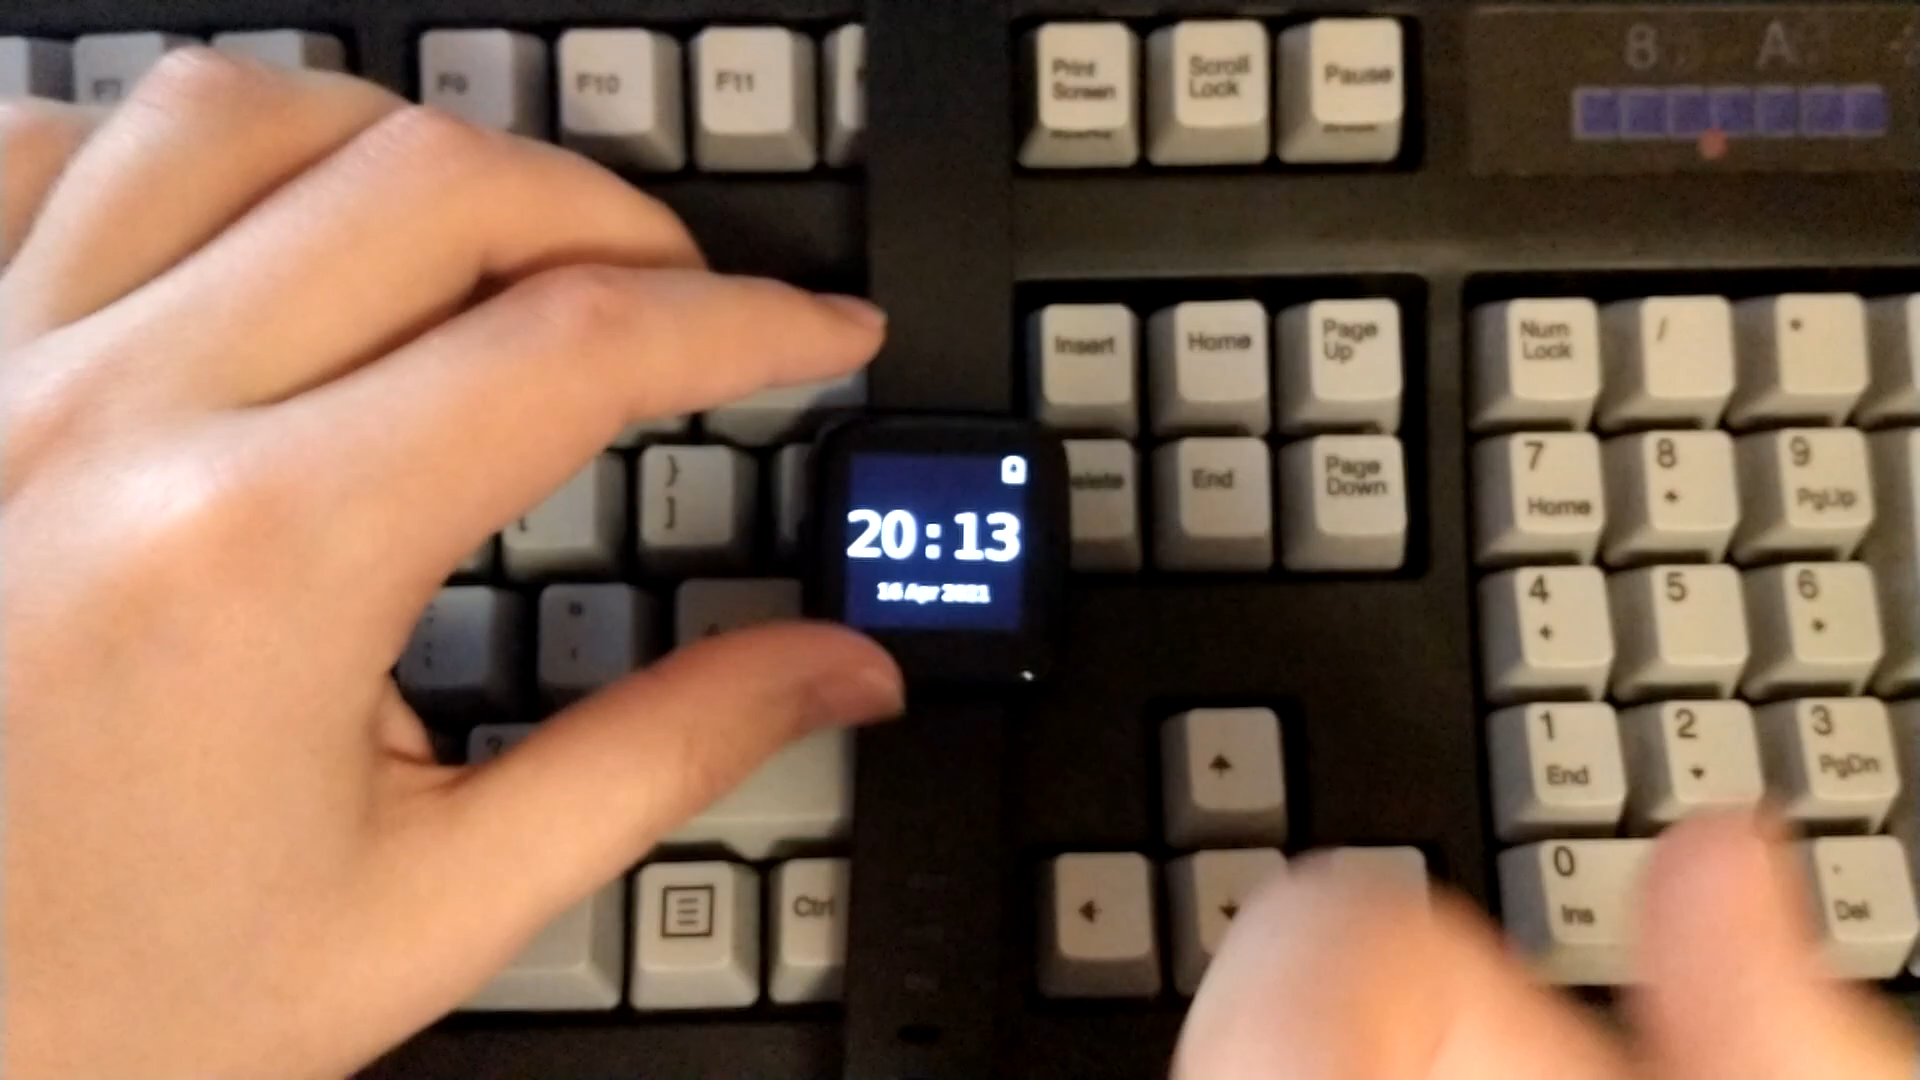 F7
F9
F10
F11
Print
Screen
Scroll
Lock
Pause
8
A
Insert
Home
Page
Up
Num
Lock
/
*
}
]
End
Page
Down
7
Home
8
9
PgUp
20:13
16 Apr 2021
4
5
6
1
End
2
3
PgDn
Ctrl
0
Ins
.
Del